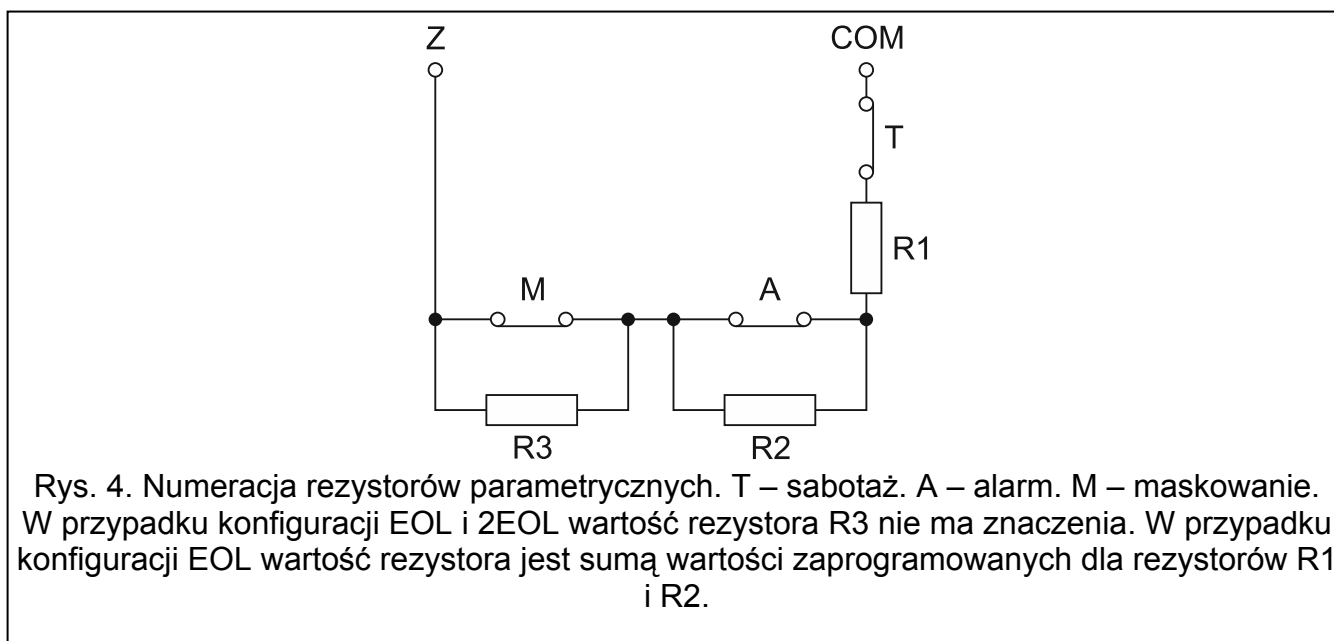 Z
COM
T
R1
M
A
R3
R2
Rys. 4. Numeracja rezystorów parametrycznych. T – sabotaż. A – alarm. M – maskowanie.
W przypadku konfiguracji EOL i 2EOL wartość rezystora R3 nie ma znaczenia. W przypadku
konfiguracji EOL wartość rezystora jest sumą wartości zaprogramowanych dla rezystorów R1
i R2.